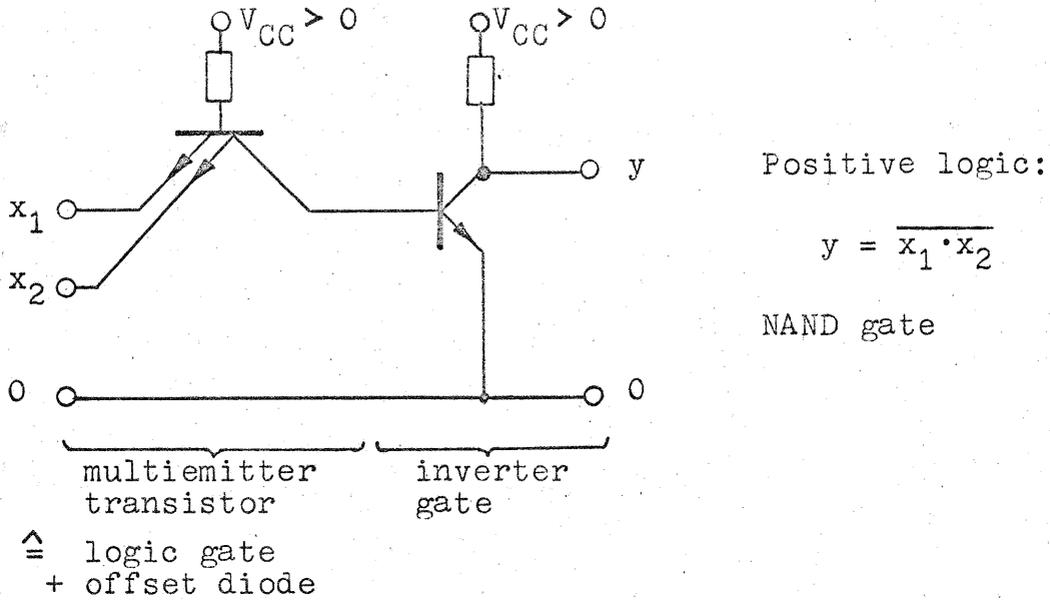 V_CC > 0
V_CC > 0
y
x_1
x_2
0
0
Positive logic:
y = \overline{x_1·x_2}
NAND gate
multiemitter
transistor
≙ logic gate
+ offset diode
inverter
gate